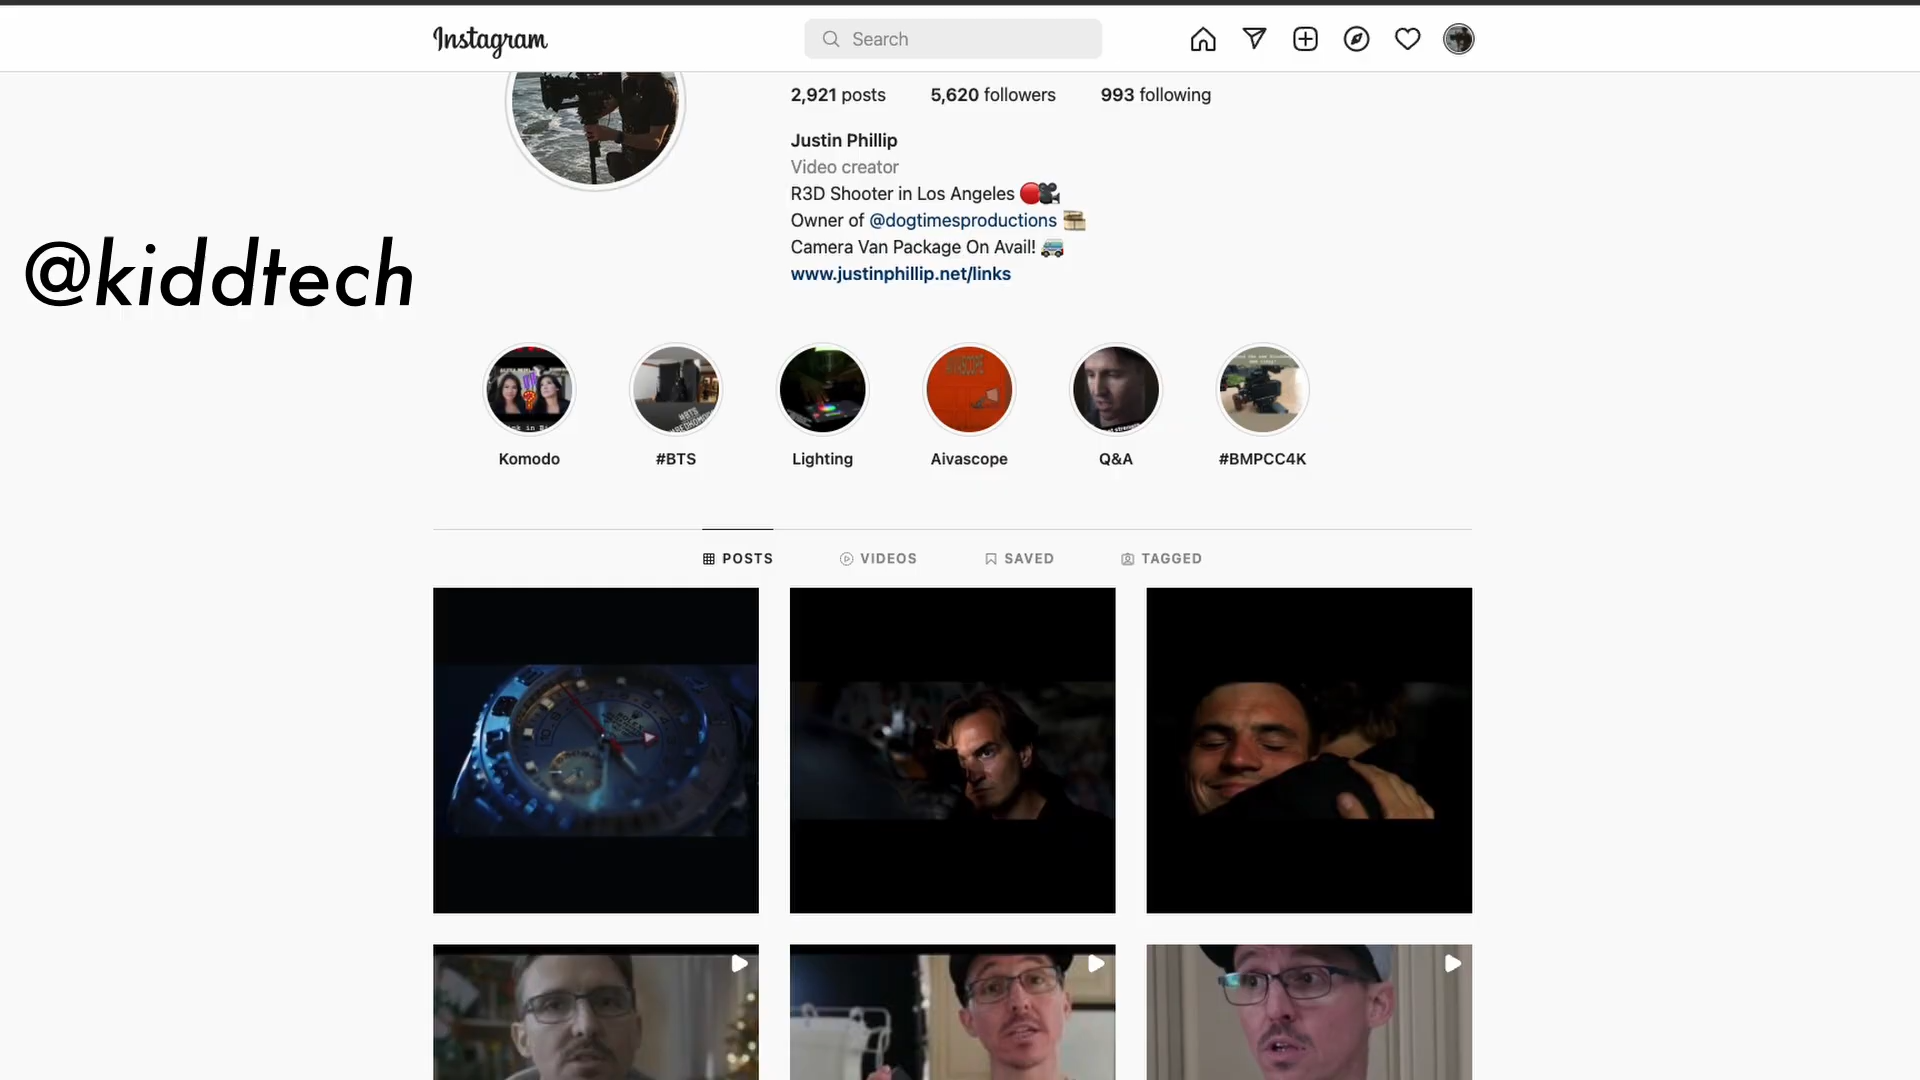 Instagram
Search
2,921 posts 5,620 followers 993 following
Justin Phillip
Video creator
R3D Shooter in Los Angeles 🔴🎥
Owner of @dogtimesproductions
Camera Van Package On Avail! 🚐
www.justinphillip.net/links
@kiddtech
Komodo #BTS Lighting Aivascope Q&A #BMPCC4K
POSTS VIDEOS SAVED TAGGED